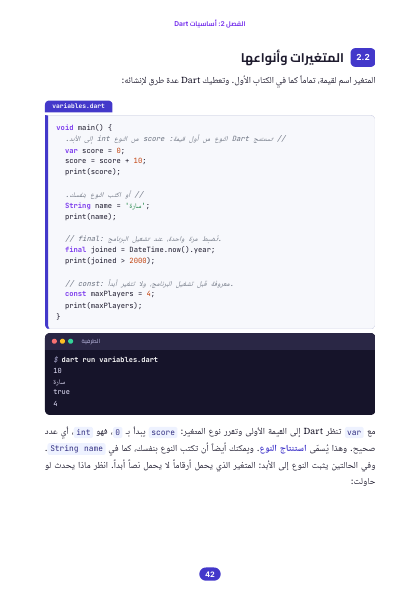 الفصل 2: أساسيات Dart
2.2 المتغيرات وأنواعها
المتغير اسم لقيمة، تماماً كما في الكتاب الأول. وتعطيك Dart عدة طرق لإنشائه:
variables.dart
void main() {
// تستنتج Dart النوع من أول قيمة: score من النوع int إلى الأبد.
var score = 0;
score = score + 10;
print(score);
// أو اكتب النوع بنفسك.
String name = 'سارة';
print(name);
// final: تُضبط مرة واحدة، عند تشغيل البرنامج.
final joined = DateTime.now().year;
print(joined > 2000);
// const: معروفة قبل تشغيل البرنامج، ولا تتغير أبداً.
const maxPlayers = 4;
print(maxPlayers);
}
الطرفية
$ dart run variables.dart
10
سارة
true
4
مع var تنظر Dart إلى القيمة الأولى وتقرر نوع المتغير: score يبدأ بـ 0، فهو int، أي عدد
صحيح. وهذا يُسمّى استنتاج النوع. ويمكنك أيضاً أن تكتب النوع بنفسك، كما في String name.
وفي الحالتين يثبت النوع إلى الأبد: المتغير الذي يحمل أرقاماً لا يحمل نصاً أبداً. انظر ماذا يحدث لو
حاولت:
42